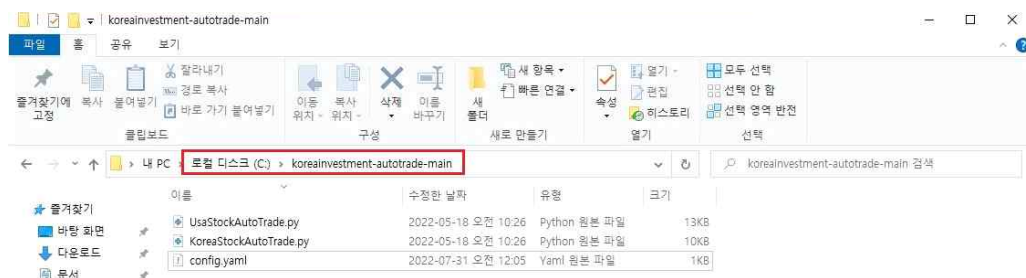 koreainvestment-autotrade-main
파일 홈 공유 보기
즐겨찾기에 고정
복사
붙여넣기
잘라내기
경로 복사
바로 가기 붙여넣기
이동 위치
복사 위치
삭제
이름 바꾸기
새 폴더
새 항목
빠른 연결
속성
열기
편집
히스토리
모두 선택
선택 안 함
선택 영역 반전
클립보드 구성 새로 만들기 열기 선택
내 PC > 로컬 디스크 (C:) > koreainvestment-autotrade-main
koreainvestment-autotrade-main 검색
이름 수정한 날짜 유형 크기
즐겨찾기
바탕 화면
다운로드
문서
UsaStockAutoTrade.py 2022-05-18 오전 10:26 Python 원본 파일 13KB
KoreaStockAutoTrade.py 2022-05-18 오전 10:26 Python 원본 파일 10KB
config.yaml 2022-07-31 오전 12:05 Yaml 원본 파일 1KB